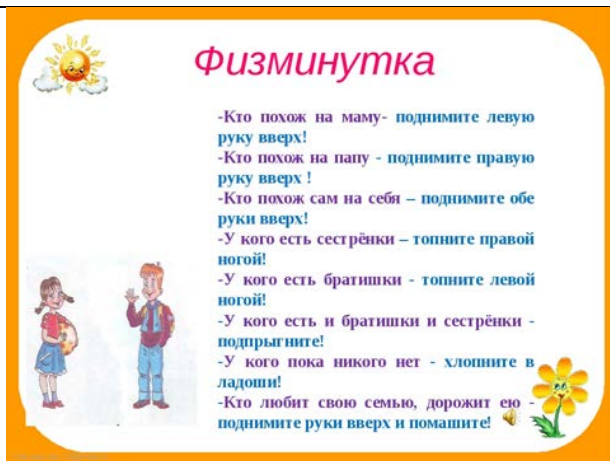 Физминутка
-Кто похож на маму- поднимите левую
руку вверх!
-Кто похож на папу - поднимите правую
руку вверх !
-Кто похож сам на себя – поднимите обе
руки вверх!
-У кого есть сестрёнки – топните правой
ногой!
-У кого есть братишки - топните левой
ногой!
-У кого есть и братишки и сестрёнки -
подпрыгните!
-У кого пока никого нет - хлопните в
ладоши!
-Кто любит свою семью, дорожит ею -
поднимите руки вверх и помашите!